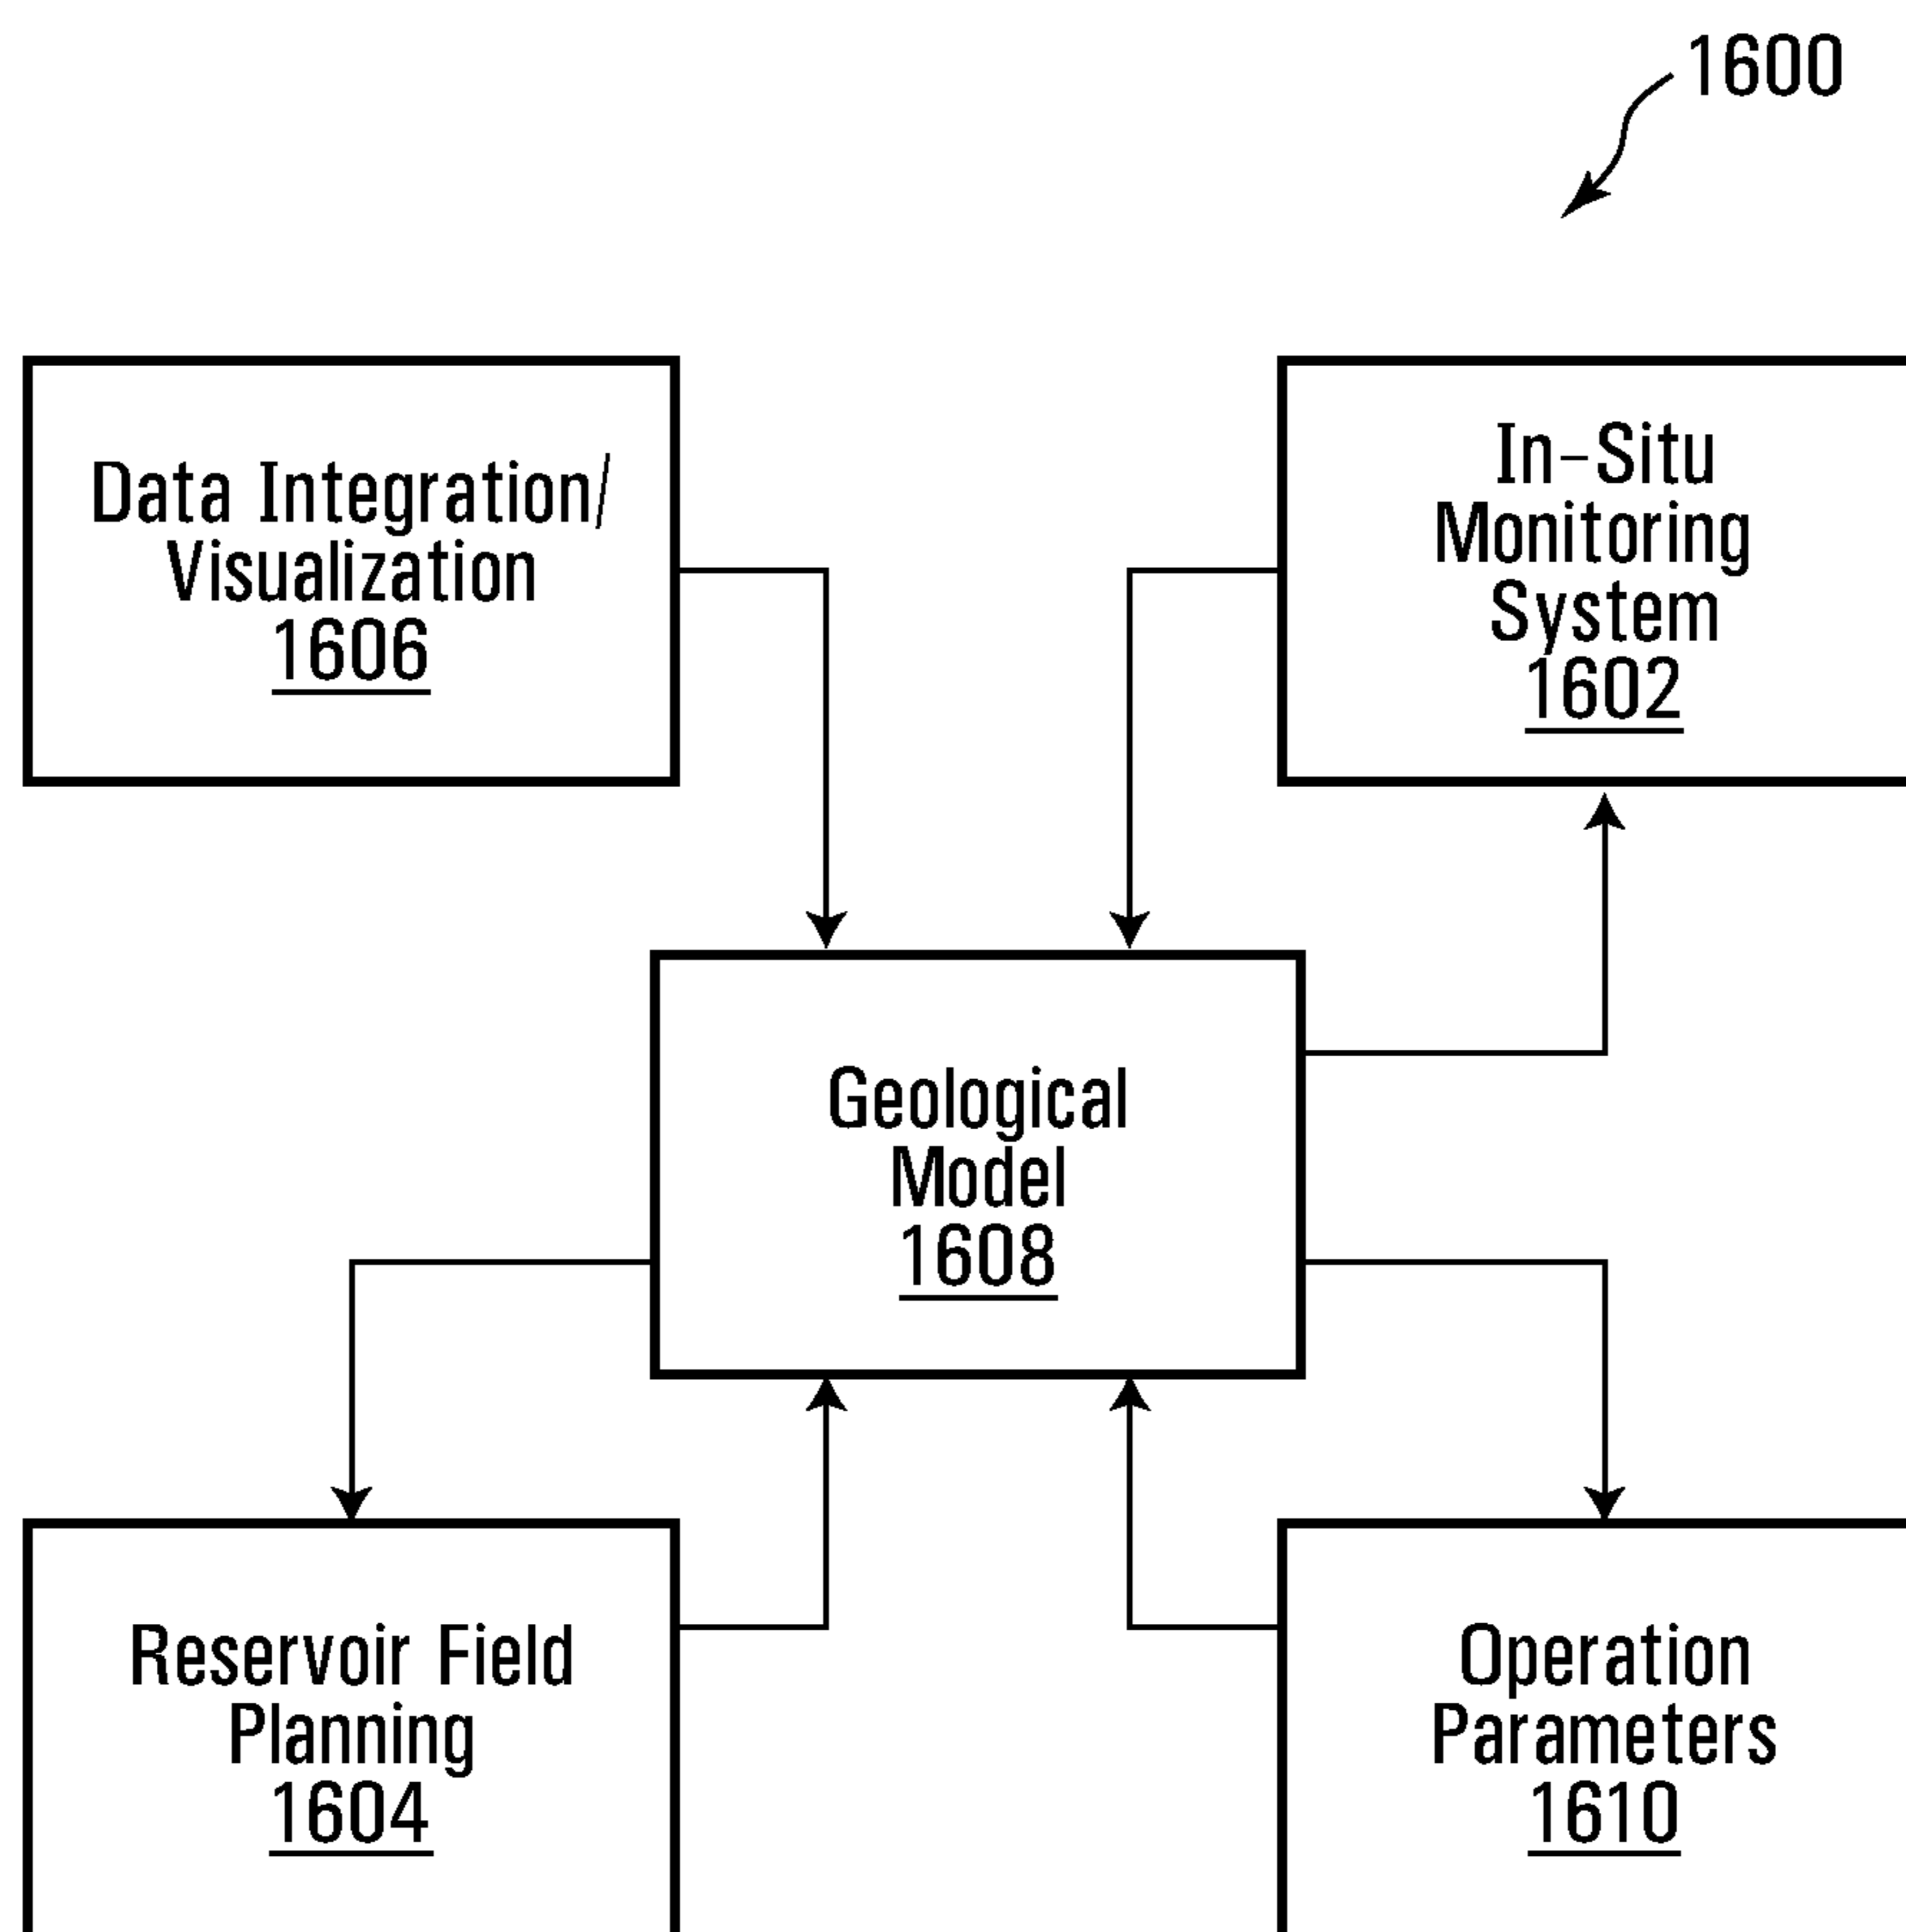 1600
Data Integration/
Visualization
1606
In-Situ
Monitoring
System
1602
Geological
Model
1608
Reservoir Field
Planning
1604
Operation
Parameters
1610